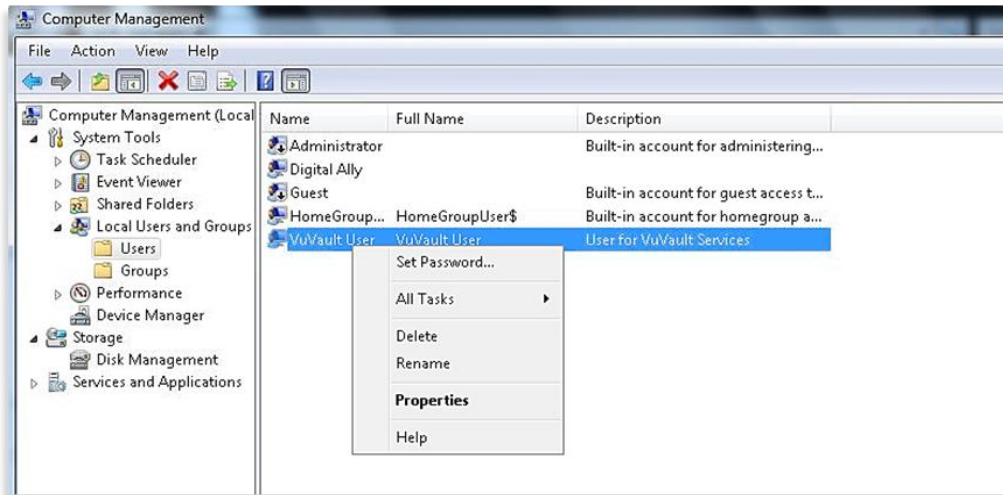 Computer Management
File Action View Help
Computer Management (Local
System Tools
Task Scheduler
Event Viewer
Shared Folders
Local Users and Groups
Users
Groups
Performance
Device Manager
Storage
Disk Management
Services and Applications
Name Full Name Description
Administrator Built-in account for administering...
Digital Ally
Guest Built-in account for guest access t...
HomeGroup... HomeGroupUser$ Built-in account for homegroup a...
VuVault User VuVault User User for VuVault Services
Set Password...
All Tasks
Delete
Rename
Properties
Help